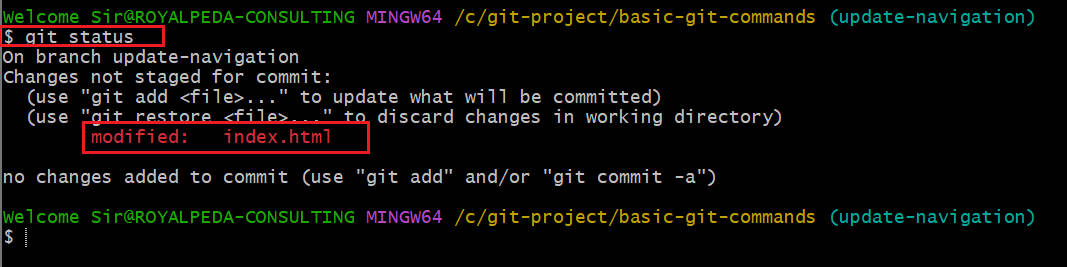 Welcome Sir@ROYALPEDA-CONSULTING MINGW64 /c/git-project/basic-git-commands (update-navigation)
$ git status
On branch update-navigation
Changes not staged for commit:
  (use "git add <file>..." to update what will be committed)
  (use "git restore <file>..." to discard changes in working directory)
        modified:   index.html

no changes added to commit (use "git add" and/or "git commit -a")

Welcome Sir@ROYALPEDA-CONSULTING MINGW64 /c/git-project/basic-git-commands (update-navigation)
$